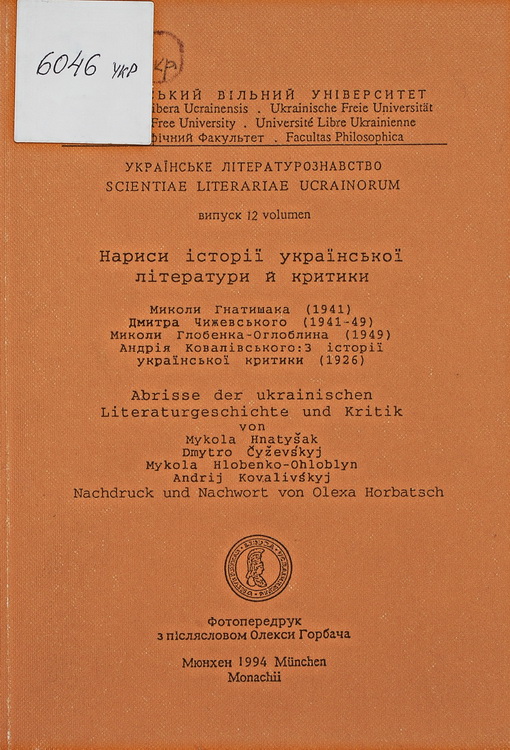 6046 укр
ький вільний університет
ibera Ucrainensis . Ukrainische Freie Universität
Free University . Université Libre Ukrainienne
фічний Факультет . Facultas Philosophica
УКРАЇНСЬКЕ ЛІТЕРАТУРОЗНАВСТВО
SCIENTIAE LITERARIAE UCRAINORUM
випуск 12 volumen
Нариси історії української
літератури й критики
Миколи Гнатишака (1941)
Дмитра Чижевського (1941-49)
Миколи Глобенка-Оглоблина (1949)
Андрія Ковалівського:З історії
української критики (1926)
Abrisse der ukrainischen
Literaturgeschichte und Kritik
von
Mykola Hnatyšak
Dmytro Čyževśkyj
Mykola Hlobenko-Ohloblyn
Andrij Kovalivśkyj
Nachdruck und Nachwort von Olexa Horbatsch
Фотопередрук
з післясловом Олекси Горбача
Мюнхен 1994 München
Monachii